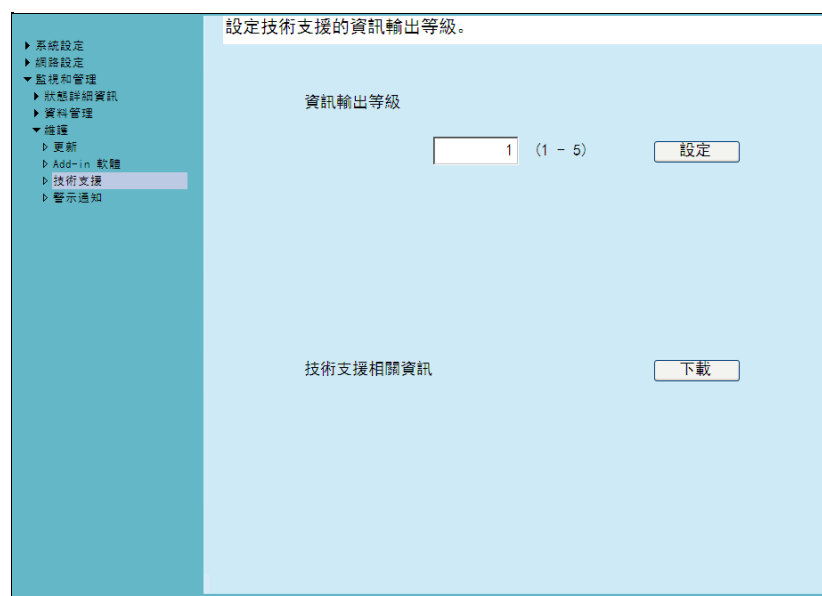 設定技術支援的資訊輸出等級。
系統設定
網路設定
監視和管理
狀態詳細資訊
資料管理
維護
更新
Add-in 軟體
技術支援
警示通知
資訊輸出等級
1 (1 - 5) 設定
技術支援相關資訊 下載